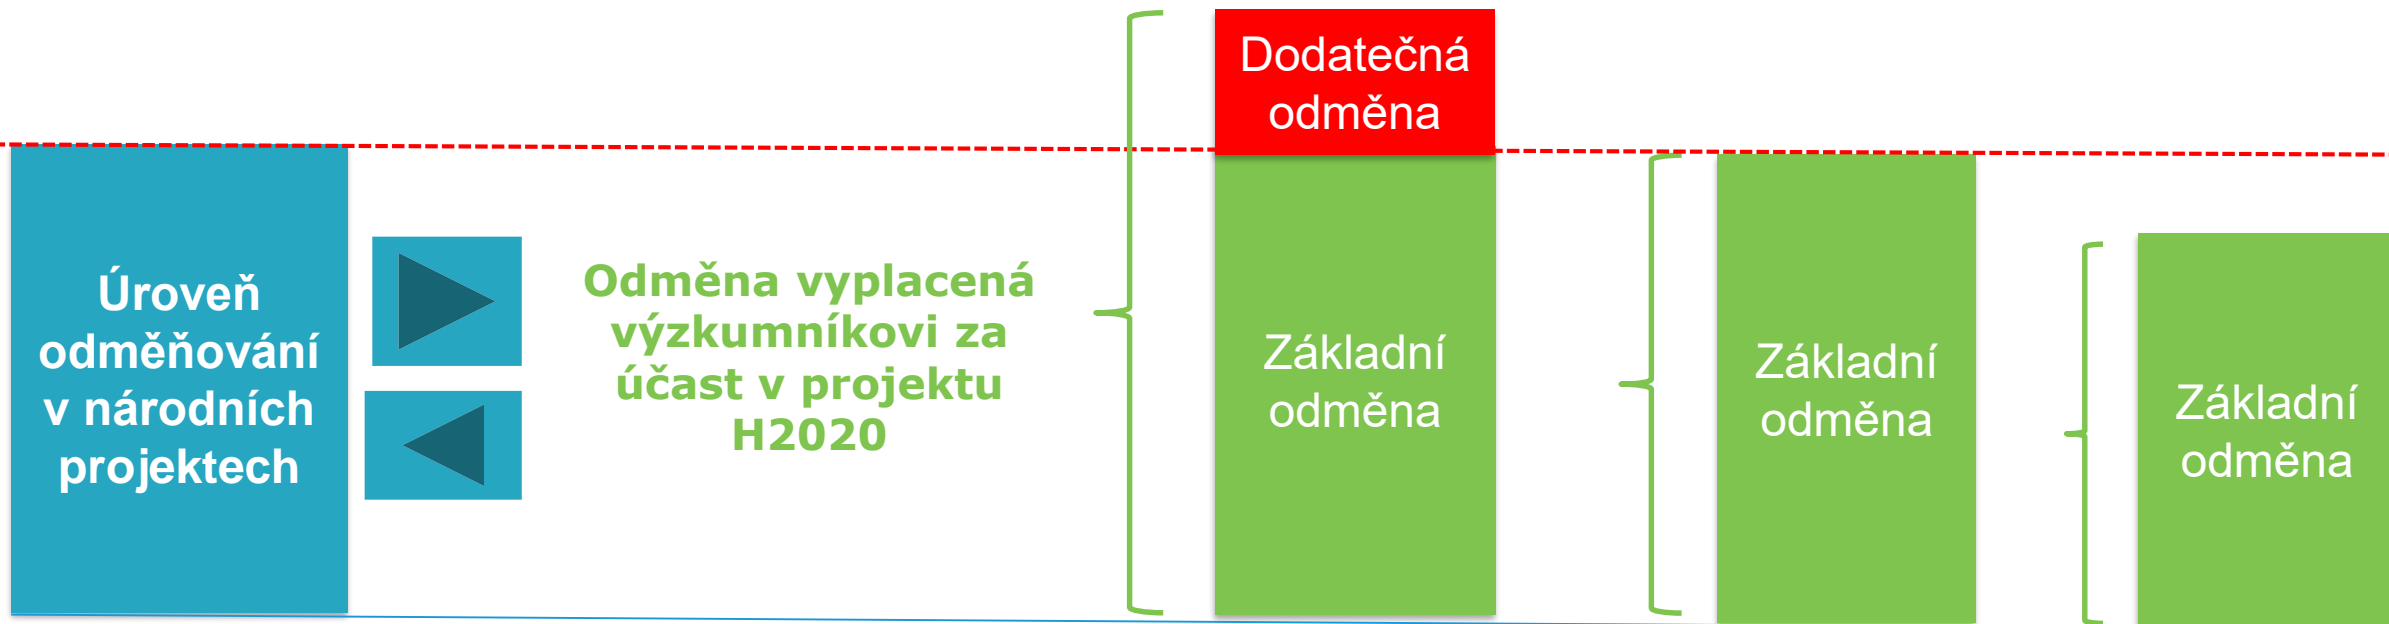 Dodatečná
odměna
Úroveň
odměňování
v národních
projektech
Odměna vyplacená
výzkumníkovi za
účast v projektu
H2020
Základní
odměna
Základní
odměna
Základní
odměna